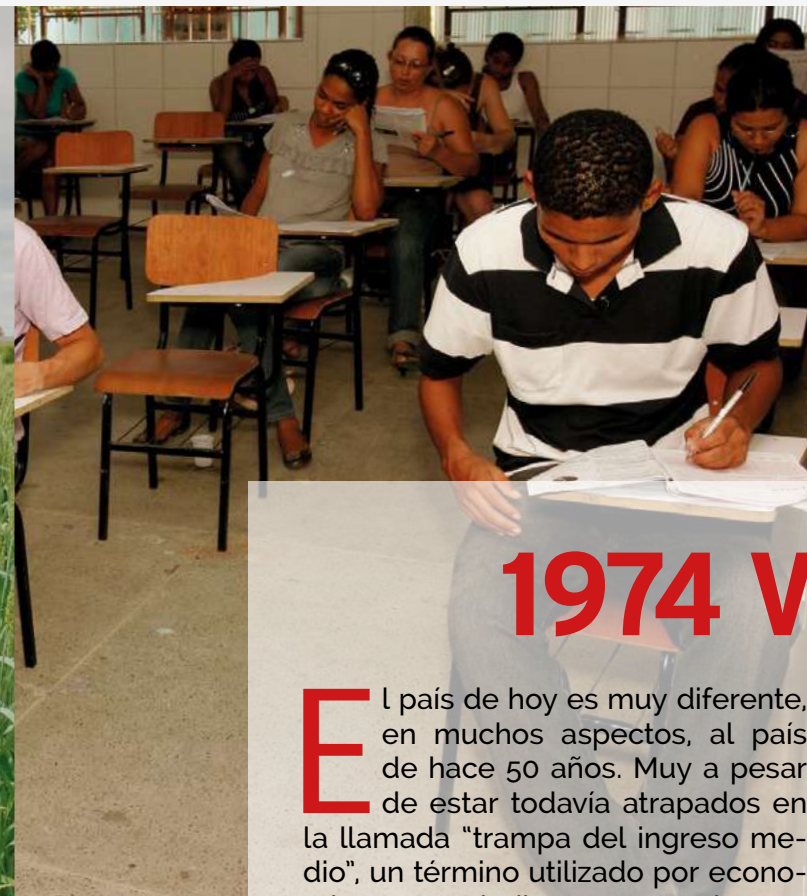 1974 V
El país de hoy es muy diferente,
en muchos aspectos, al país
de hace 50 años. Muy a pesar
de estar todavía atrapados en
la llamada "trampa del ingreso me-
dio", un término utilizado por econo-